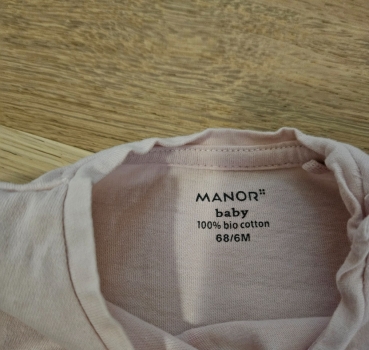 MANOR
baby
100% bio cotton
68/6M